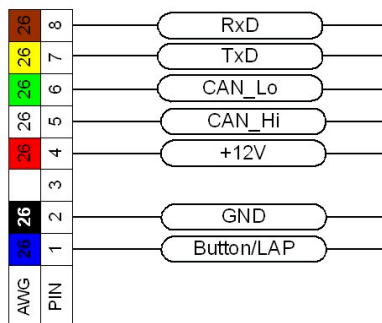 26 8 RxD
26 7 TxD
26 6 CAN_Lo
26 5 CAN_Hi
26 4 +12V
3
26 2 GND
26 1 Button/LAP
AWG PIN